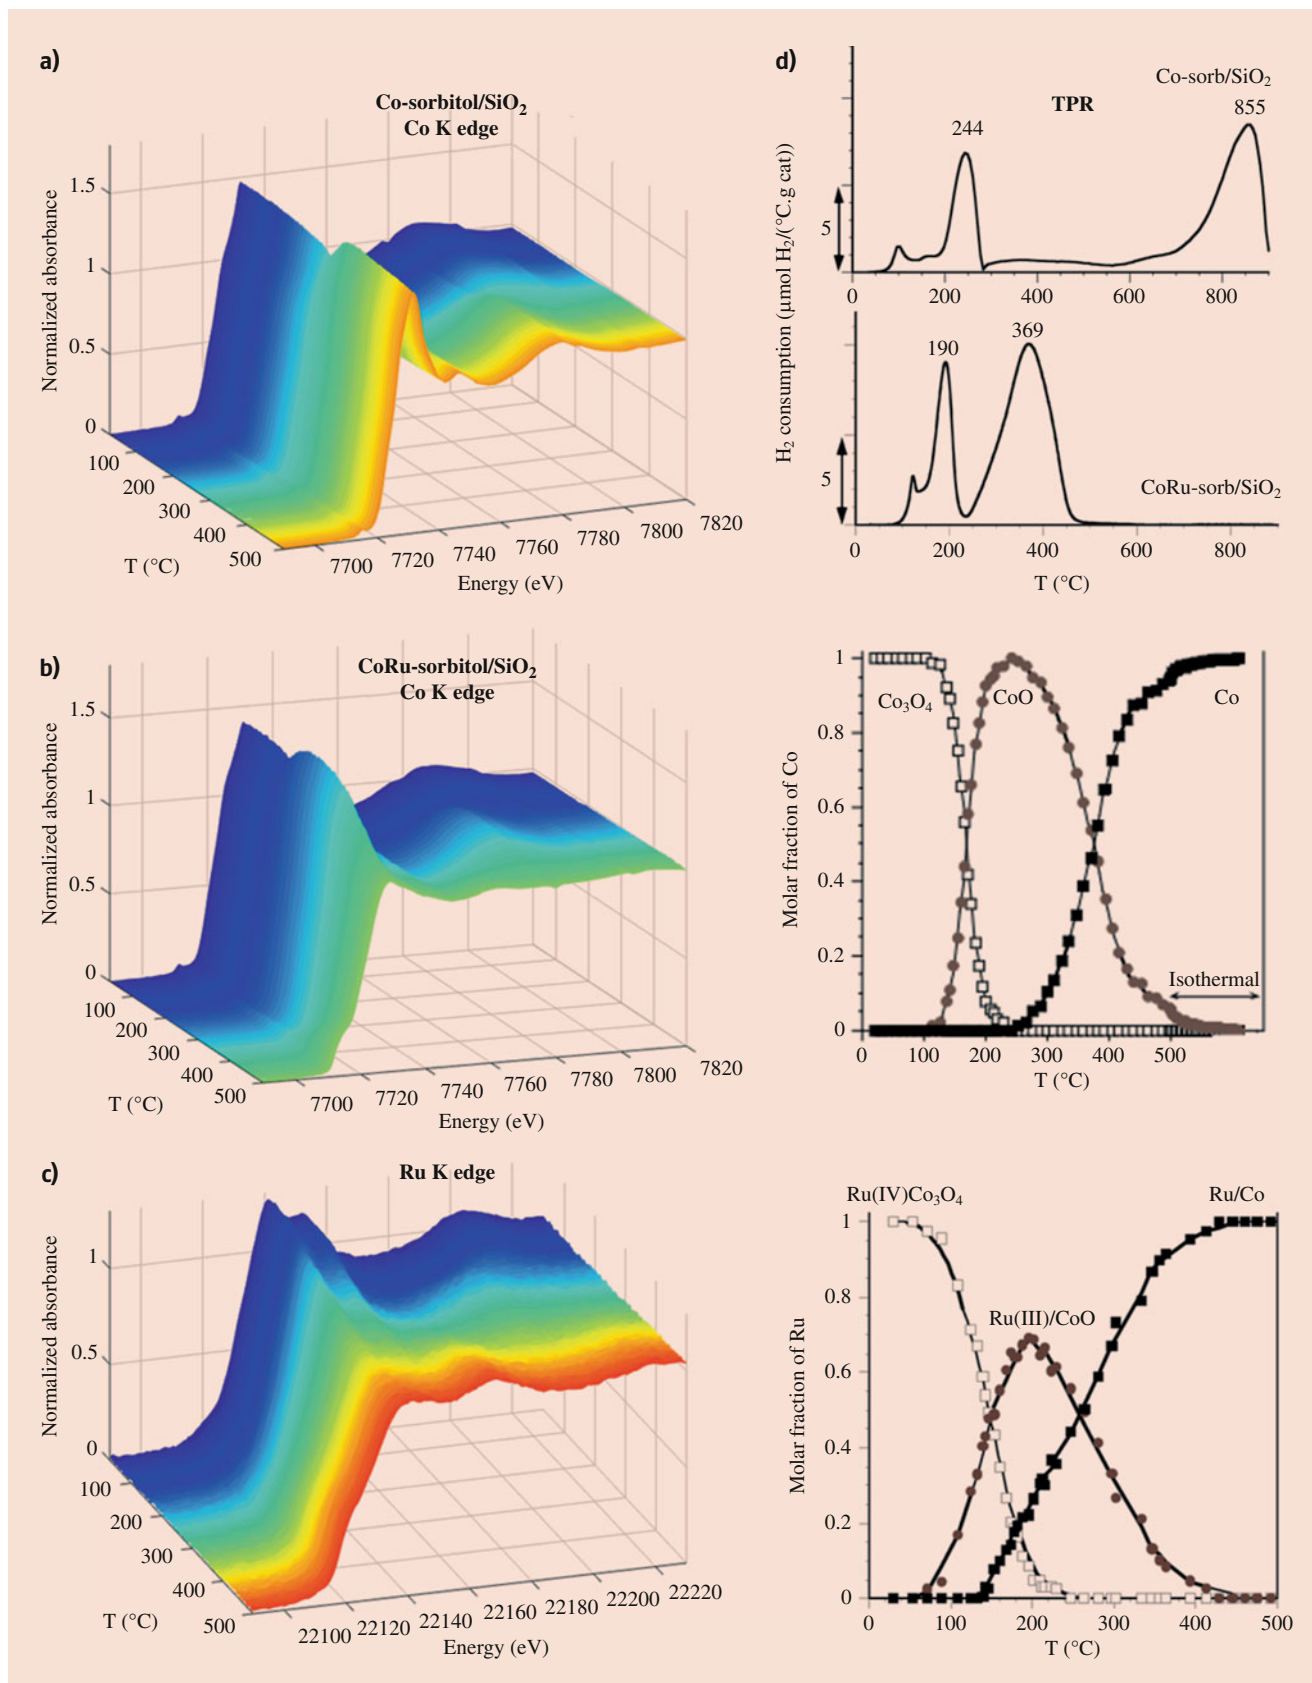 a)
Co-sorbitol/SiO2
Co K edge
Normalized absorbance
1.5
1
0.5
0
100
200
300
400
500
T (°C)
7700 7720 7740 7760 7780 7800 7820
Energy (eV)
d)
Co-sorb/SiO2
TPR
855
244
H2 consumption (µmol H2/(°C.g cat))
5
0 200 400 600 800
369
190
5
CoRu-sorb/SiO2
0 200 400 600 800
T (°C)
b)
CoRu-sorbitol/SiO2
Co K edge
Normalized absorbance
1.5
1
0.5
0
100
200
300
400
500
T (°C)
7700 7720 7740 7760 7780 7800 7820
Energy (eV)
Molar fraction of Co
1
0.8
0.6
0.4
0.2
0
Co3O4 CoO Co
Isothermal
0 100 200 300 400 500
T (°C)
c)
Ru K edge
Normalized absorbance
1
0.5
0
100
200
300
400
500
T (°C)
22100 22120 22140 22160 22180 22200 22220
Energy (eV)
Ru(IV)Co3O4 Ru/Co
Molar fraction of Ru
1
0.8
0.6
0.4
0.2
0
Ru(III)/CoO
0 100 200 300 400 500
T (°C)